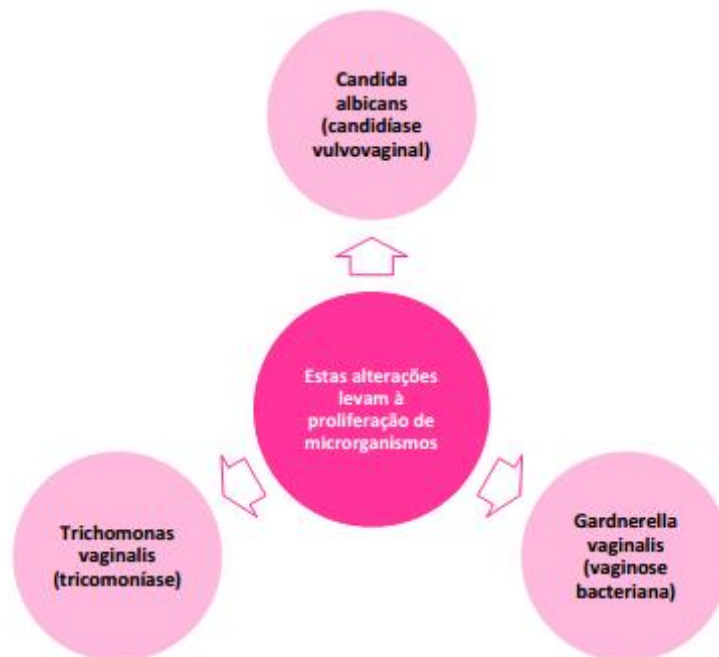 Candida
albicans
(candidíase
vulvovaginal)
Estas alterações
levam à
proliferação de
microrganismos
Trichomonas
vaginalis
(tricomoníase)
Gardnerella
vaginalis
(vaginose
bacteriana)